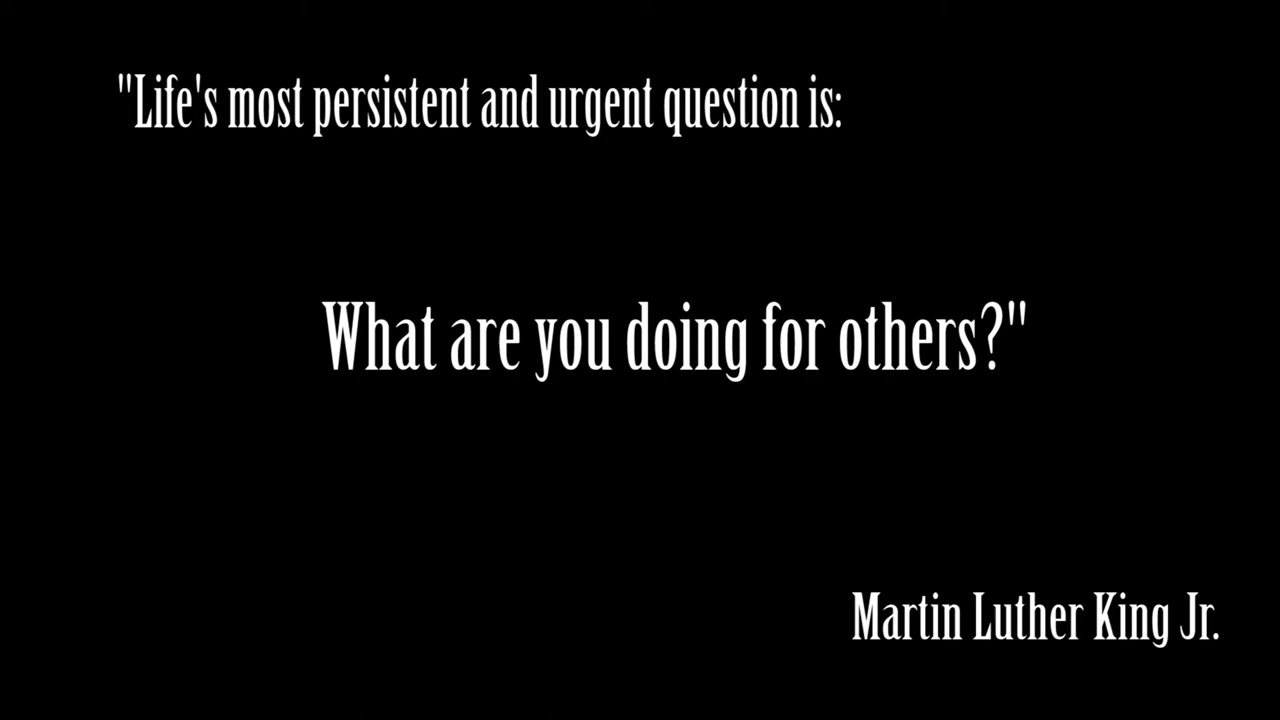 "Life's most persistent and urgent question is:
What are you doing for others?"
Martin Luther King Jr.